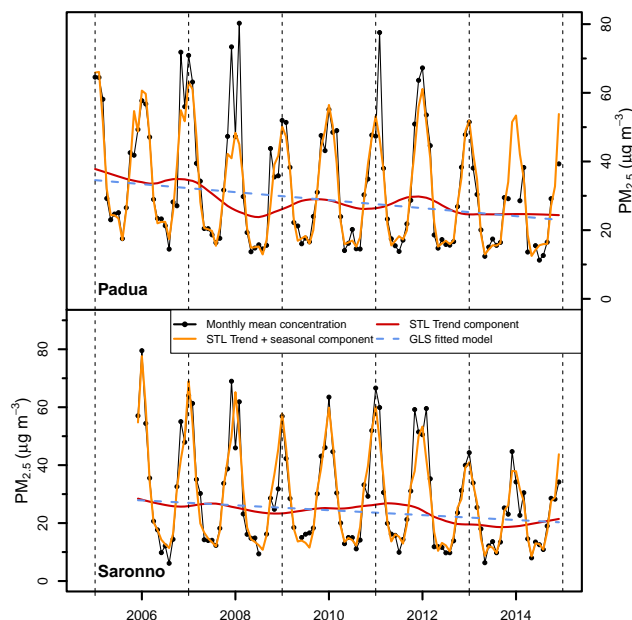 80
60
40
20
0
PM2.5 (μg m−3)
Padua
Monthly mean concentration
STL Trend component
STL Trend + seasonal component
GLS fitted model
80
60
40
20
0
PM2.5 (μg m−3)
Saronno
2006 2008 2010 2012 2014